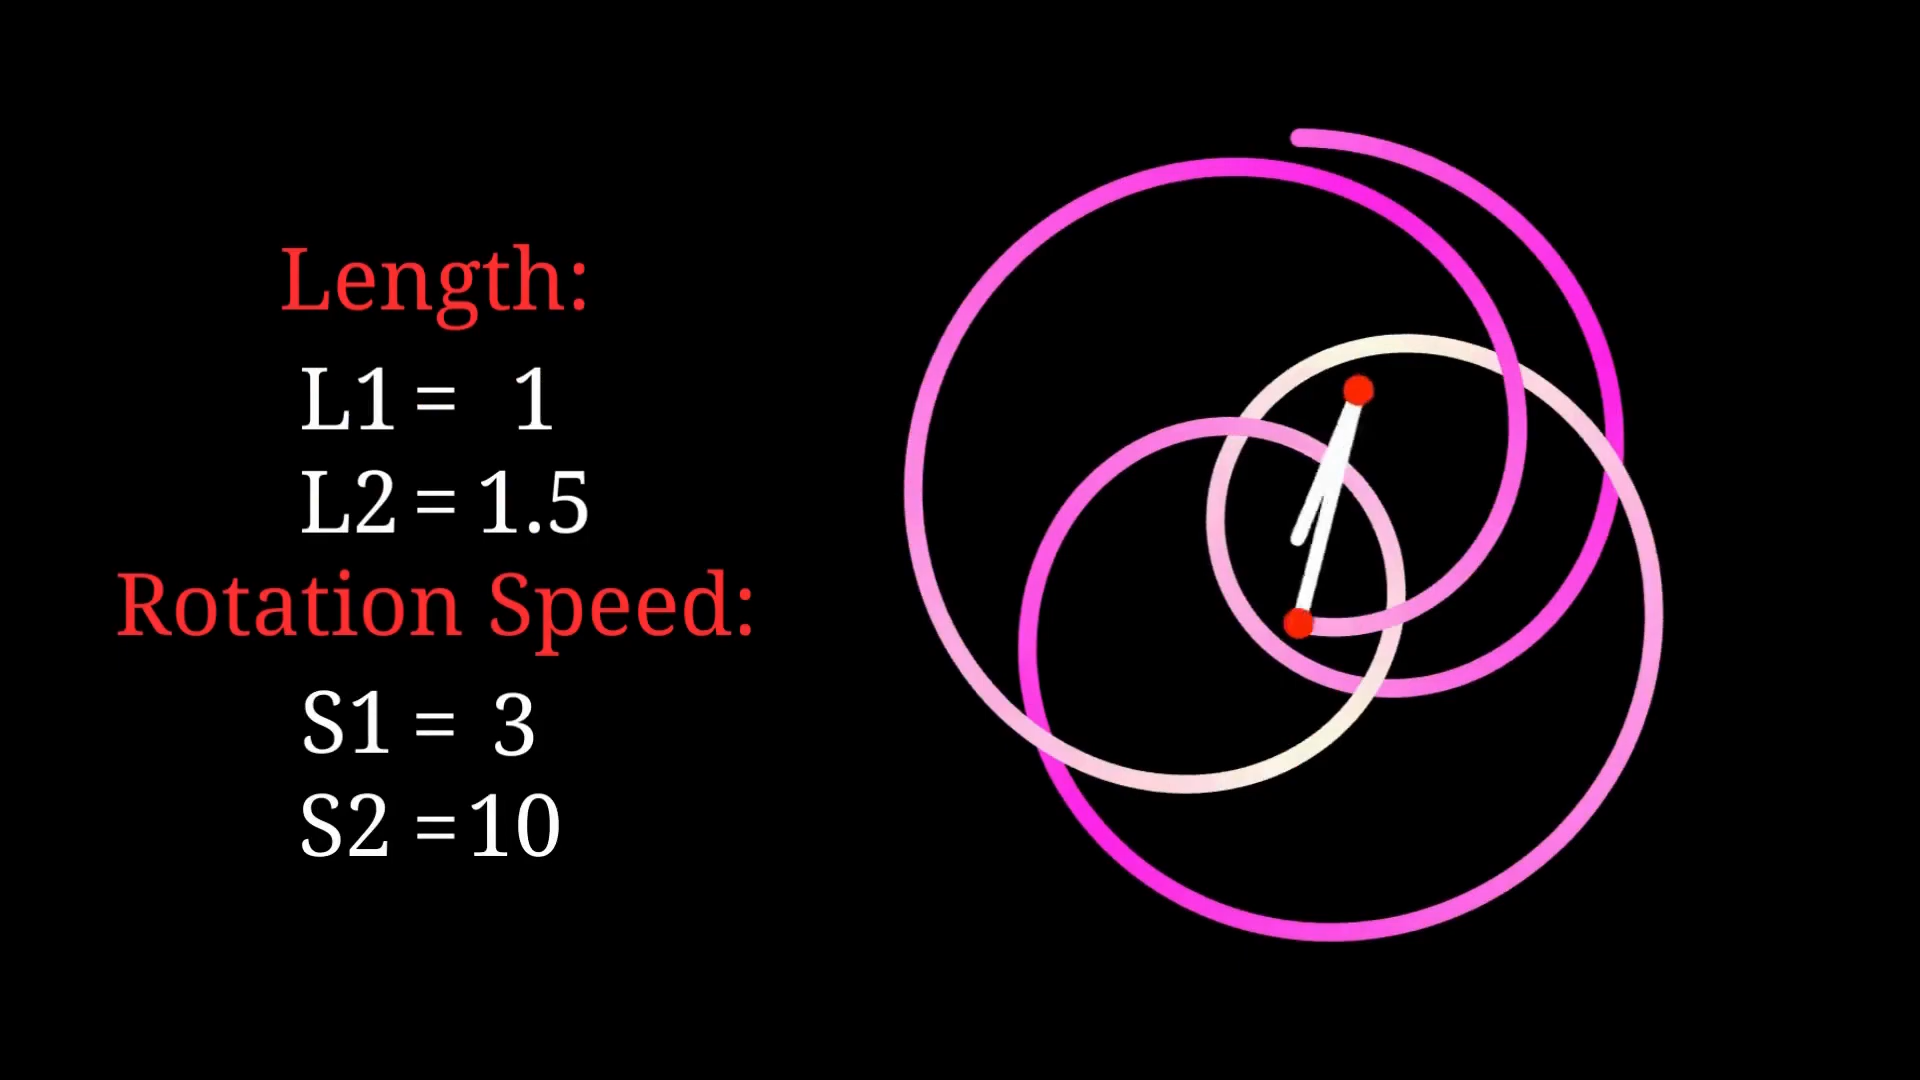 Length:
L1 = 1
L2 = 1.5
Rotation Speed:
S1 = 3
S2 = 10